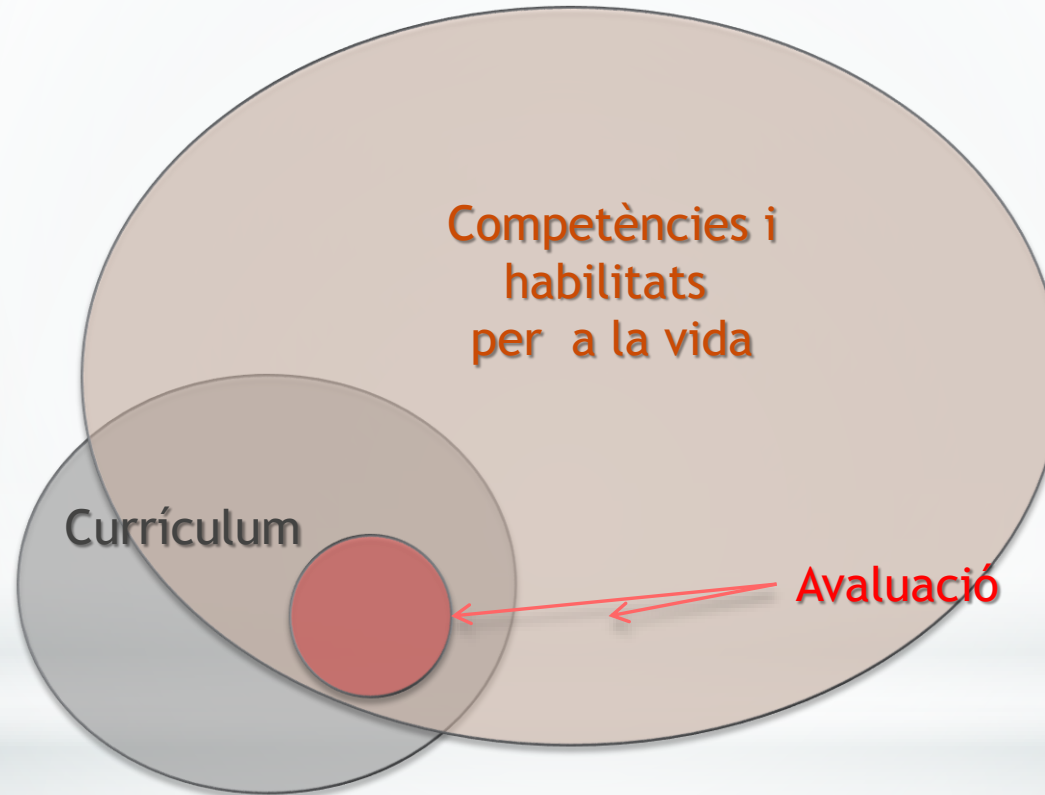 Competències i
habilitats
per a la vida
Currículum
Avaluació